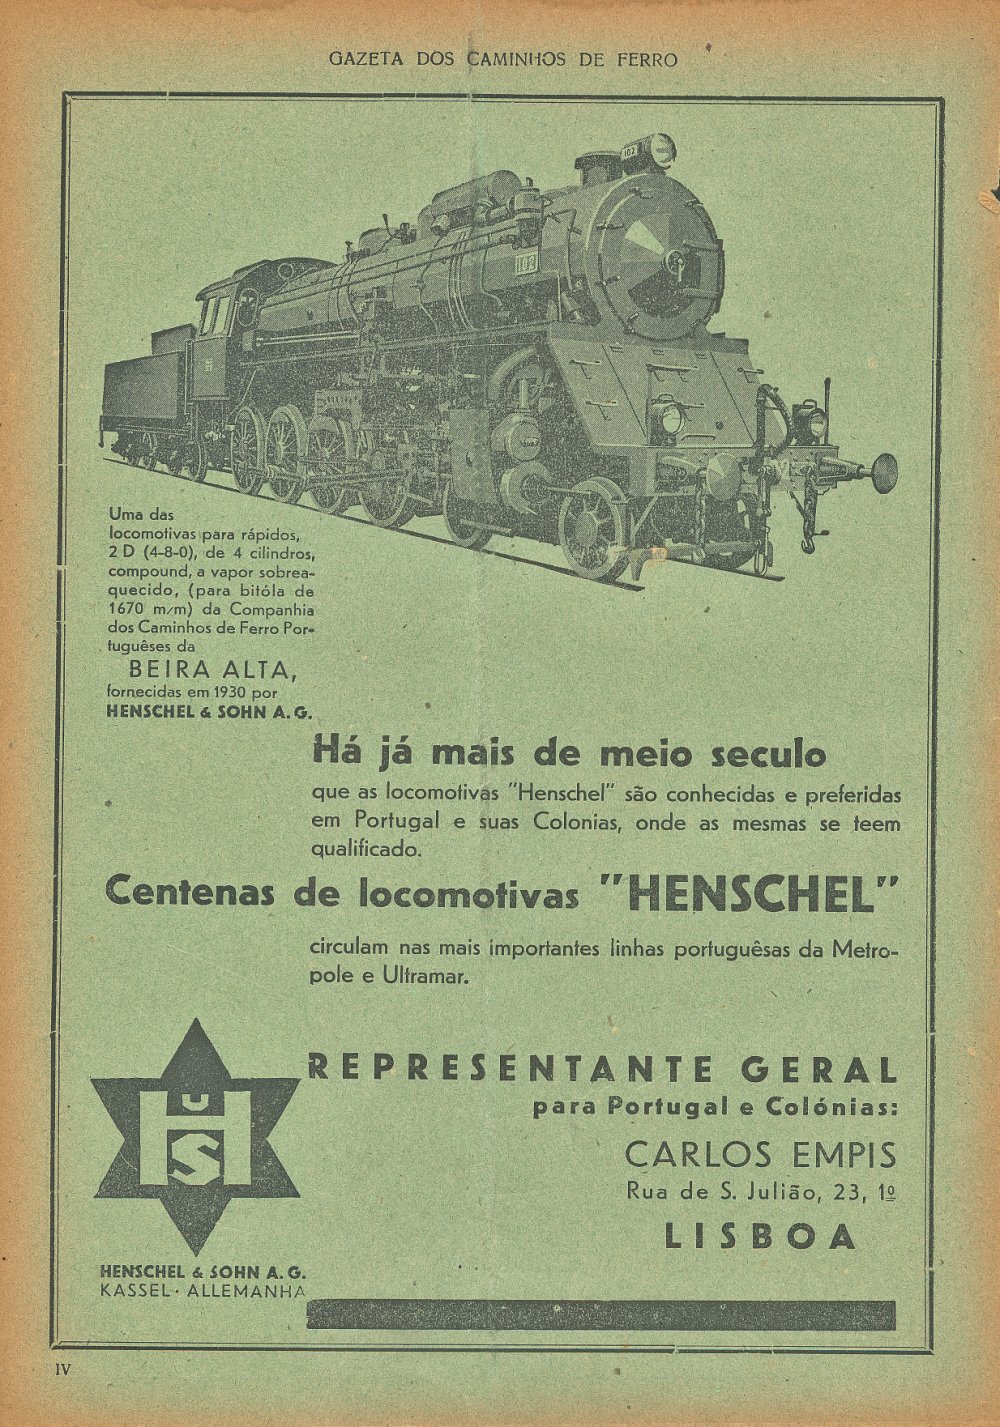 GAZETA DOS CAMINHOS DE FERRO
102
Uma das
locomotivas para rápidos,
2 D (4-8-0), de 4 cilindros,
compound, a vapor sobrea-
quecido, (para bitóla de
1670 m/m) da Companhia
dos Caminhos de Ferro Por-
tuguêses da
BEIRA ALTA,
fornecidas em 1930 por
HENSCHEL & SOHN A. G.
Há já mais de meio seculo
que as locomotivas "Henschel" são conhecidas e preferidas
em Portugal e suas Colonias, onde as mesmas se teem
qualificado.
Centenas de locomotivas "HENSCHEL"
circulam nas mais importantes linhas portuguêsas da Metro-
pole e Ultramar.
HUS
REPRESENTANTE GERAL
para Portugal e Colónias:
CARLOS EMPIS
Rua de S. Julião, 23, 1º
LISBOA
HENSCHEL & SOHN A. G.
KASSEL · ALLEMANHA
IV